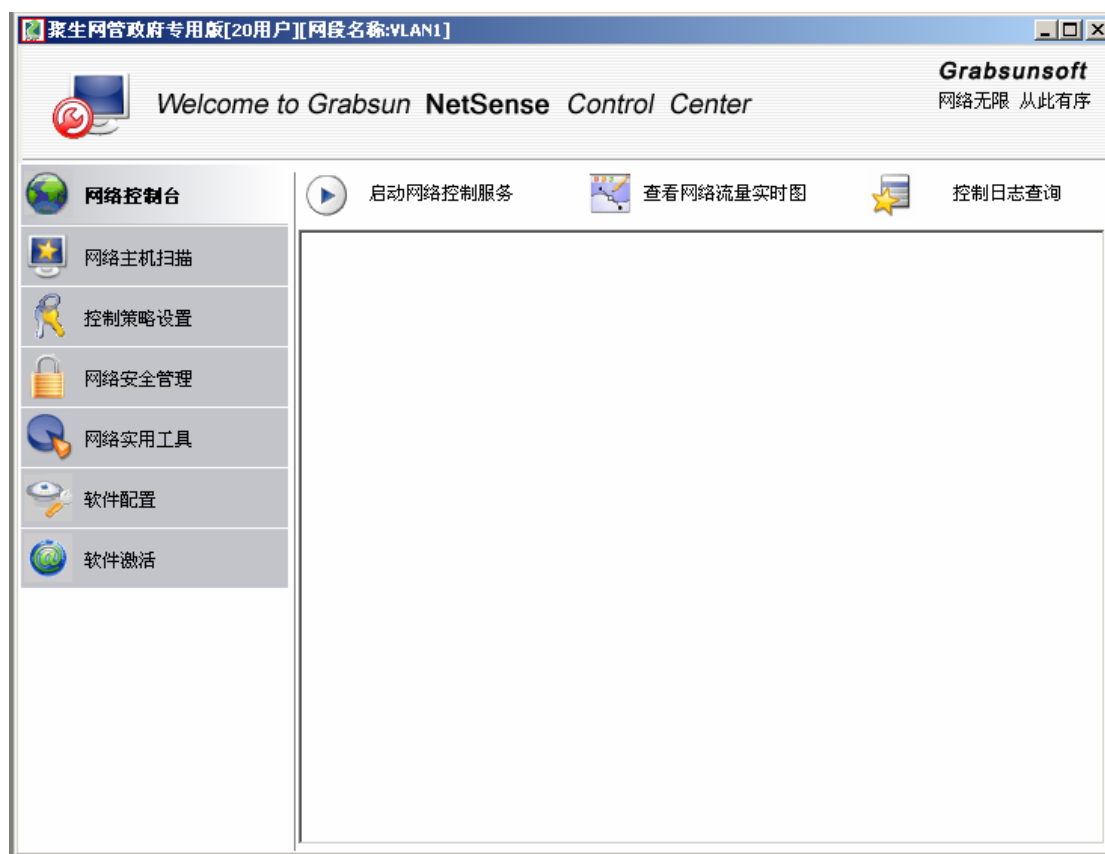 聚生网管政府专用版[20用户][网段名称:VLAN1]
Grabsunsoft
Welcome to Grabsun NetSense Control Center
网络无限 从此有序
网络控制台
启动网络控制服务 查看网络流量实时图 控制日志查询
网络主机扫描
控制策略设置
网络安全管理
网络实用工具
软件配置
软件激活